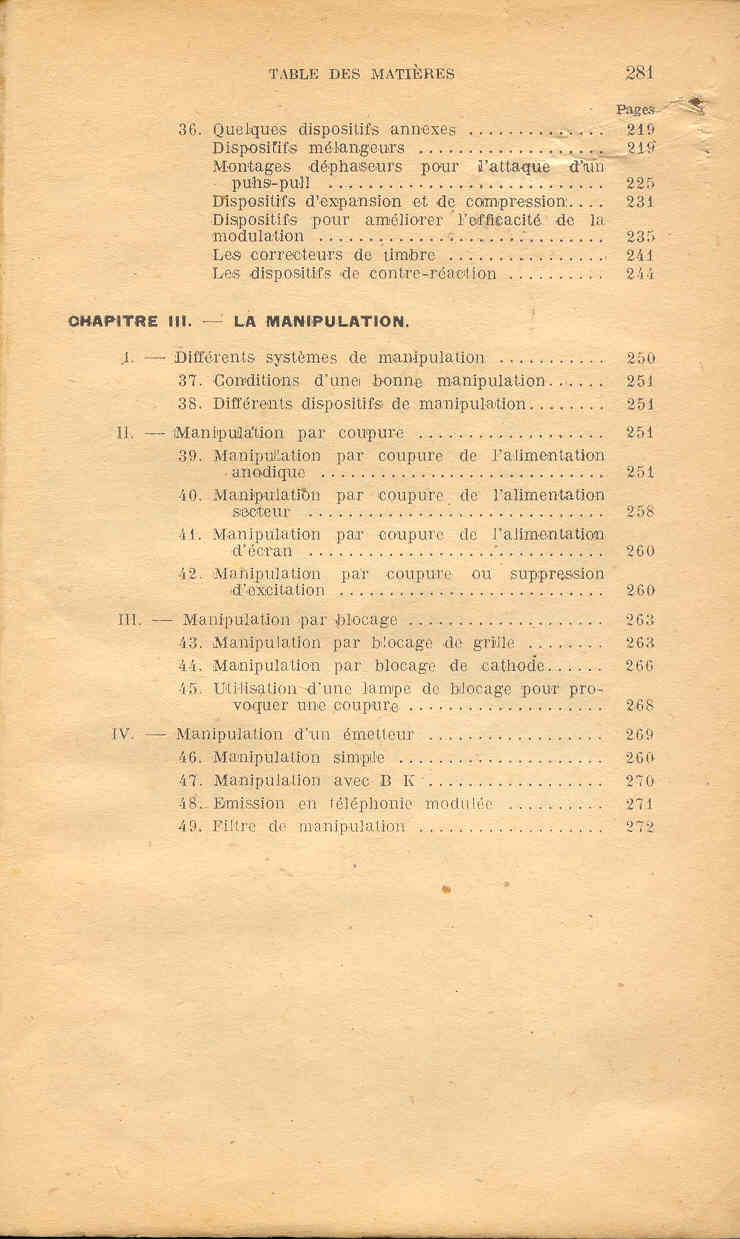 TABLE DES MATIÈRES 281
Pages
36. Quelques dispositifs annexes .............. 219
Dispositifs mélangeurs ................... 219
Montages déphaseurs pour l'attaque d'un
puhs-pull ............................ 225
Dispositifs d'expansion et de compression.... 231
Dispositifs pour améliorer l'efficacité de la
modulation ............................. 235
Les correcteurs de timbre ................ 241
Les dispositifs de contre-réaction .......... 244
CHAPITRE III. — LA MANIPULATION.
I. — Différents systèmes de manipulation ........... 250
37. Conditions d'une bonne manipulation...... 251
38. Différents dispositifs de manipulation........ 251
II. — Manipulation par coupure ................... 251
39. Manipulation par coupure de l'alimentation
anodique ............................. 251
40. Manipulation par coupure de l'alimentation
secteur .............................. 258
41. Manipulation par coupure de l'alimentation
d'écran .............................. 260
42. Manipulation par coupure ou suppression
d'excitation ........................... 260
III. — Manipulation par blocage .................... 263
43. Manipulation par blocage de grille ........ 263
44. Manipulation par blocage de cathode...... 266
45. Utilisation d'une lampe de blocage pour pro-
voquer une coupure .................... 268
IV. — Manipulation d'un émetteur .................. 269
46. Manipulation simple ..................... 260
47. Manipulation avec B K .................. 270
48. Emission en téléphonie modulée .......... 271
49. Filtre de manipulation ................... 272